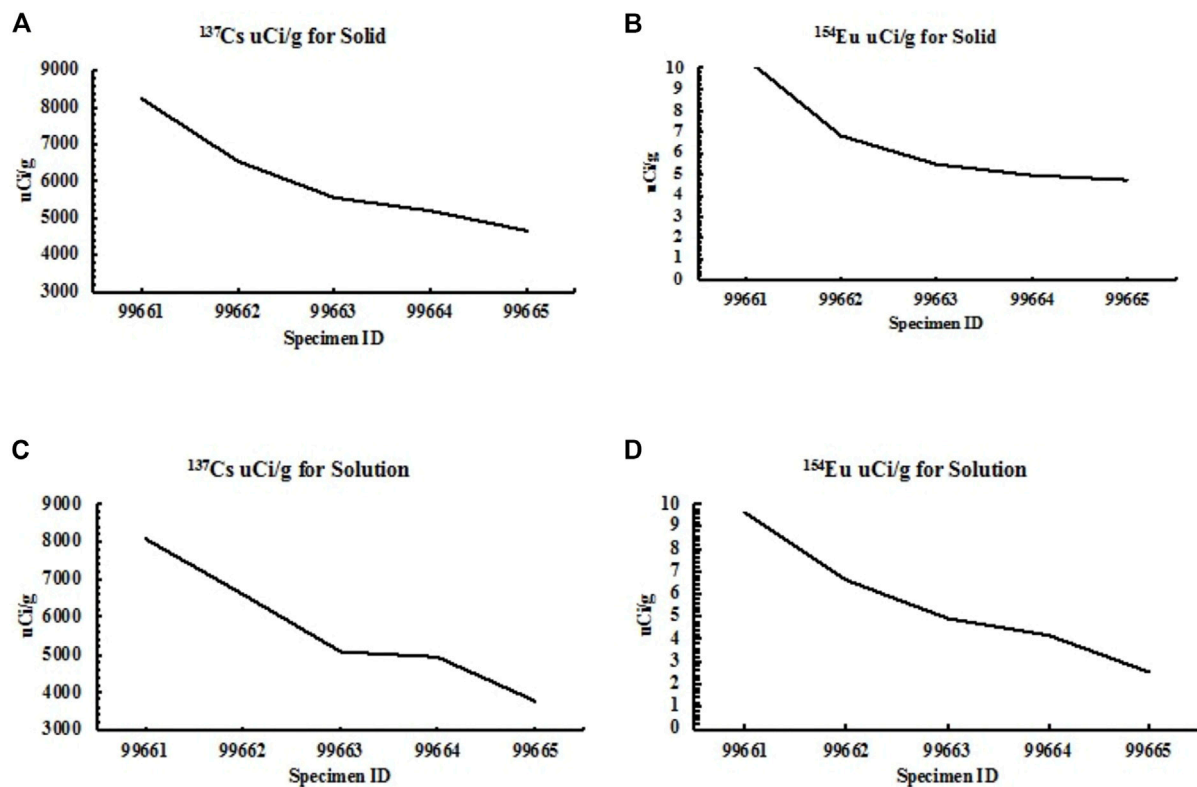 A
¹³⁷Cs uCi/g for Solid
9000
8000
7000
6000
5000
4000
3000
uCi/g
99661 99662 99663 99664 99665
Specimen ID
B
¹⁵⁴Eu uCi/g for Solid
10
9
8
7
6
5
4
3
2
1
0
uCi/g
99661 99662 99663 99664 99665
Specimen ID
C
¹³⁷Cs uCi/g for Solution
9000
8000
7000
6000
5000
4000
3000
uCi/g
99661 99662 99663 99664 99665
Specimen ID
D
¹⁵⁴Eu uCi/g for Solution
10
9
8
7
6
5
4
3
2
1
0
uCi/g
99661 99662 99663 99664 99665
Specimen ID